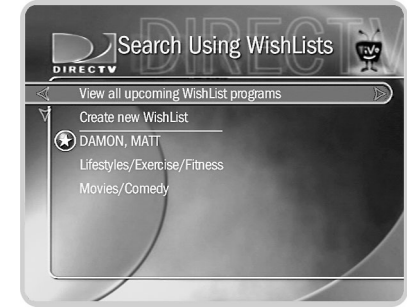 DIRECTV
Search Using WishLists
TiVo
DIRECTV
View all upcoming WishList programs
Create new WishList
DAMON, MATT
Lifestyles/Exercise/Fitness
Movies/Comedy